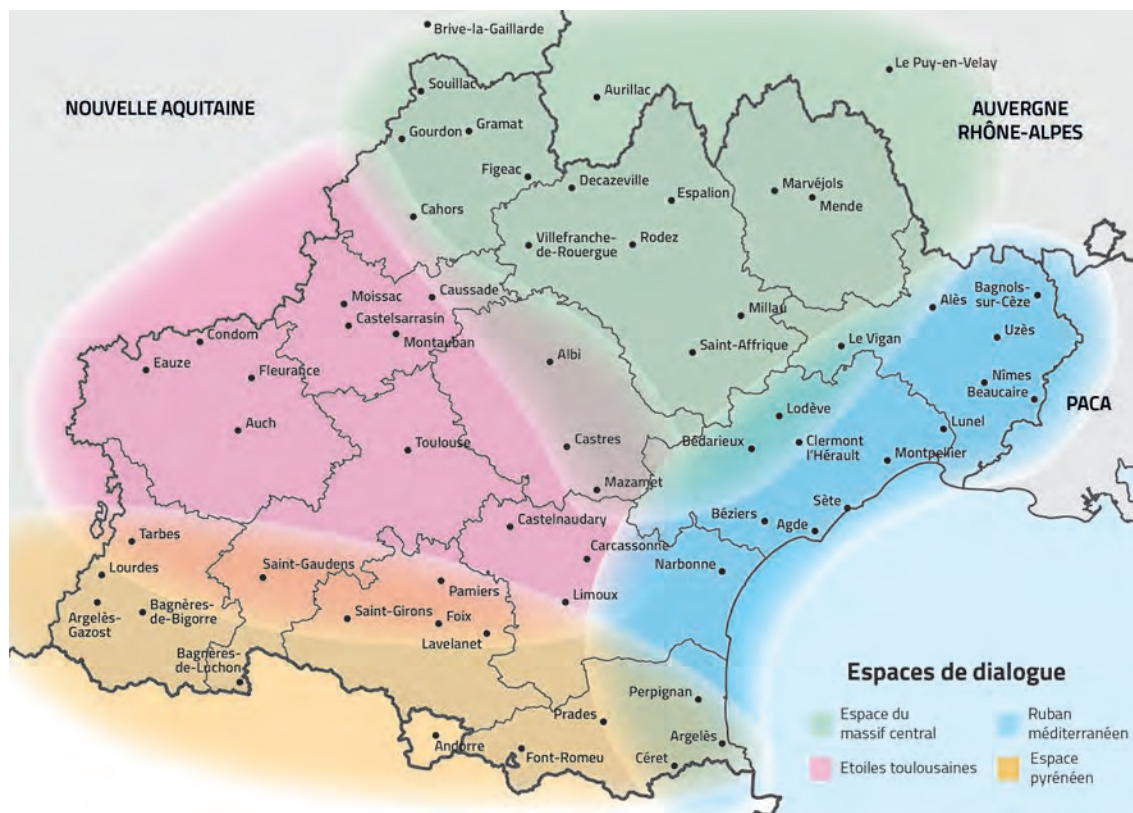 Brive-la-Gaillarde
Le Puy-en-Velay
Souillac
Aurillac
NOUVELLE AQUITAINE
AUVERGNE
RHÔNE-ALPES
Gourdon
Gramat
Figeac
Decazeville
Espalion
Marvéjols
Mende
Cahors
Villefranche-
de-Rouergue
Rodez
Moissac
Caussade
Castelsarrasin
Montauban
Millau
Alès
Bagnols-
sur-Cèze
Condom
Eauze
Fleurance
Albi
Saint-Affrique
Le Vigan
Uzès
Nîmes
Beaucaire
PACA
Auch
Toulouse
Castres
Lodève
Bédarieux
Clermont
l'Hérault
Lunel
Montpellier
Mazamet
Castelnaudary
Béziers
Sète
Agde
Tarbes
Carcassonne
Narbonne
Lourdes
Saint-Gaudens
Pamiers
Limoux
Argelès-
Gazost
Bagnères-
de-Bigorre
Saint-Girons
Foix
Lavelanet
Bagnères-
de-Luchon
Perpignan
Prades
Andorre
Font-Romeu
Argelès
Céret
Espaces de dialogue
Espace du
massif central
Ruban
méditerranéen
Etoiles toulousaines
Espace
pyrénéen